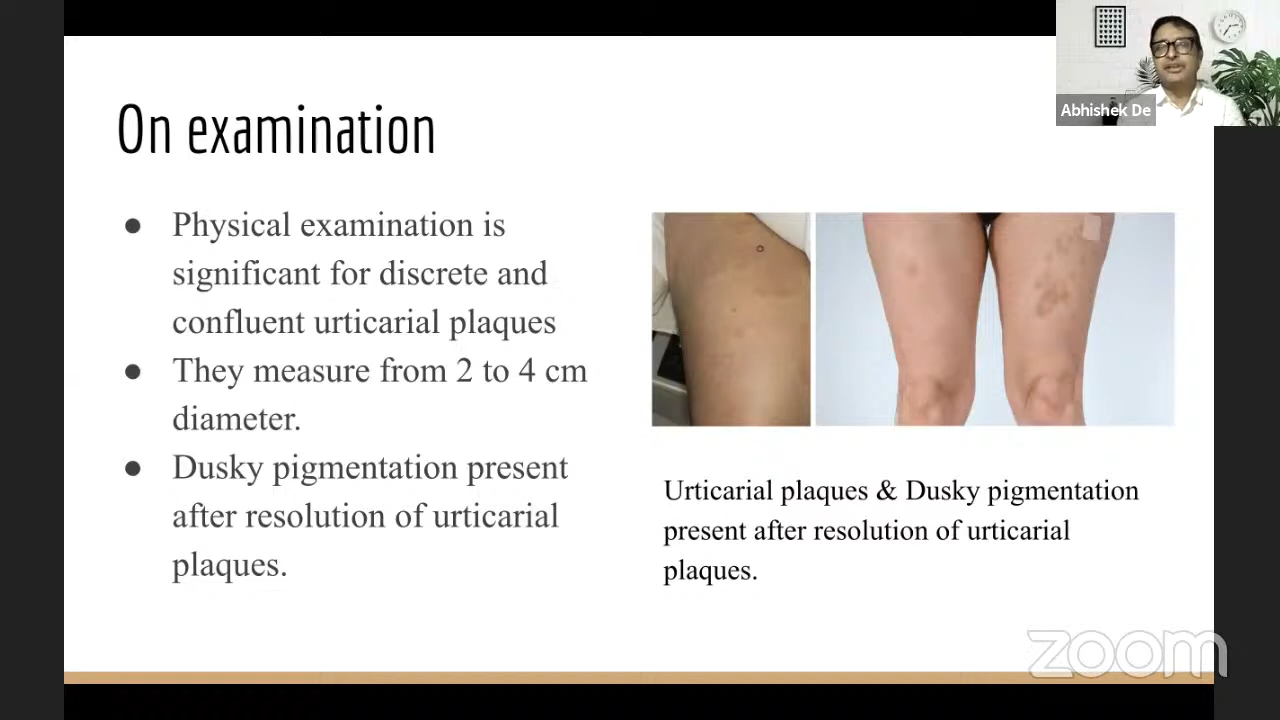 Abhishek De
On examination
● Physical examination is
significant for discrete and
confluent urticarial plaques
● They measure from 2 to 4 cm
diameter.
● Dusky pigmentation present
after resolution of urticarial
plaques.
Urticarial plaques & Dusky pigmentation
present after resolution of urticarial
plaques.
zoom